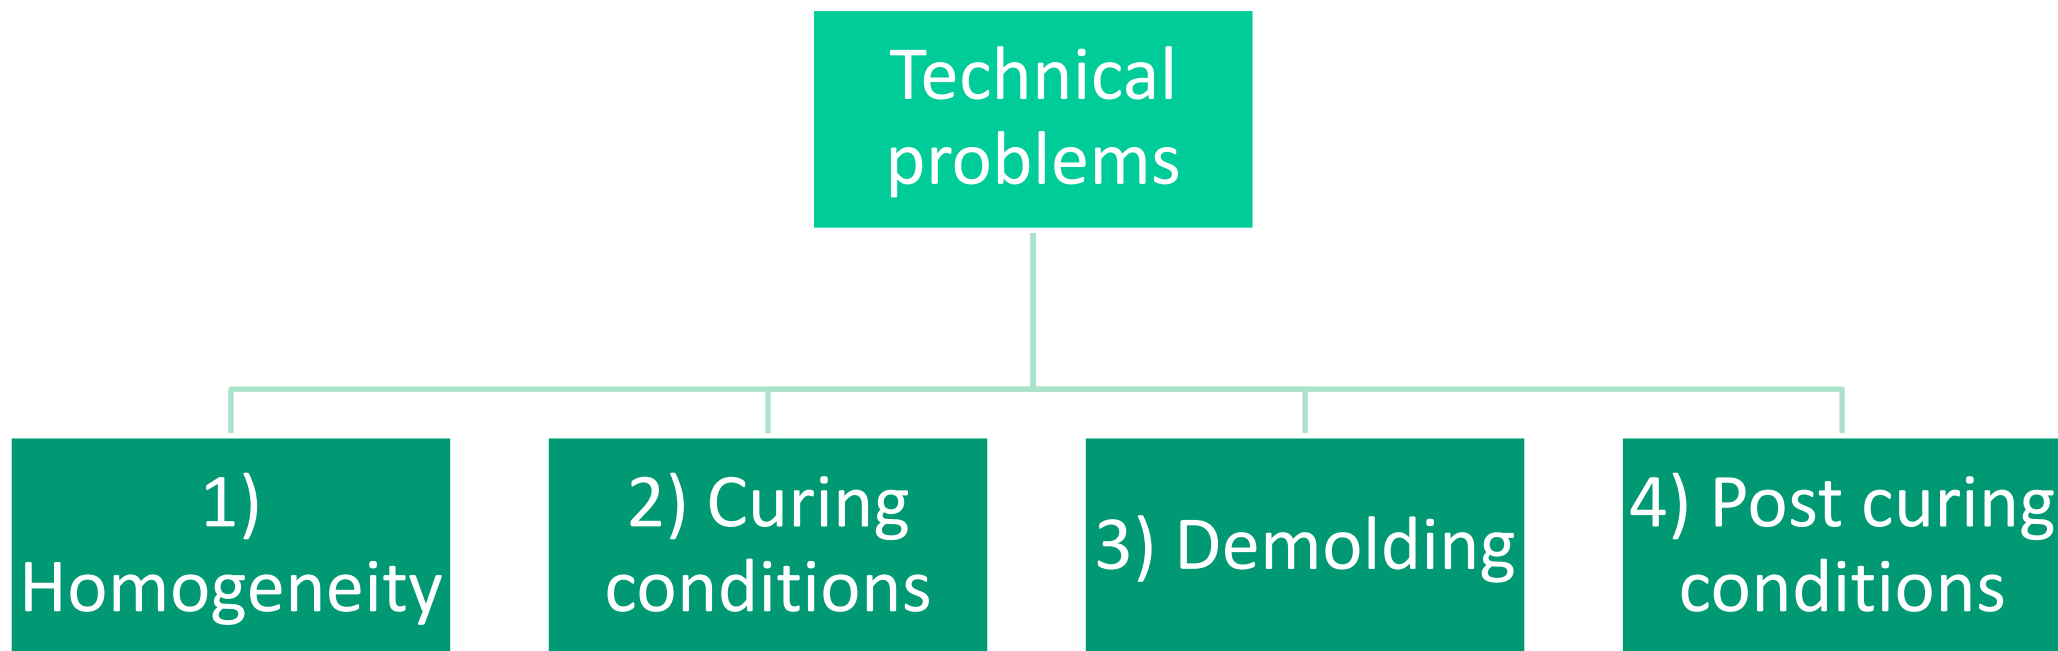 Technical
problems
1)
Homogeneity
2) Curing
conditions
3) Demolding
4) Post curing
conditions